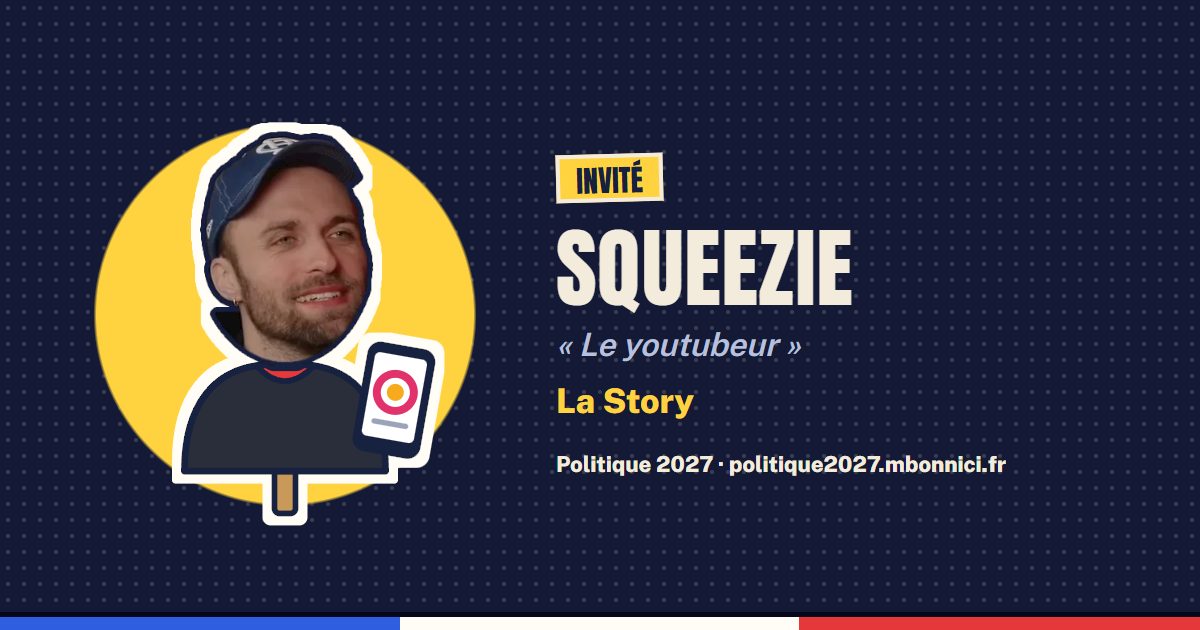 INVITÉ
SQUEEZIE
« Le youtubeur »
La Story
Politique 2027 · politique2027.mbonnici.fr